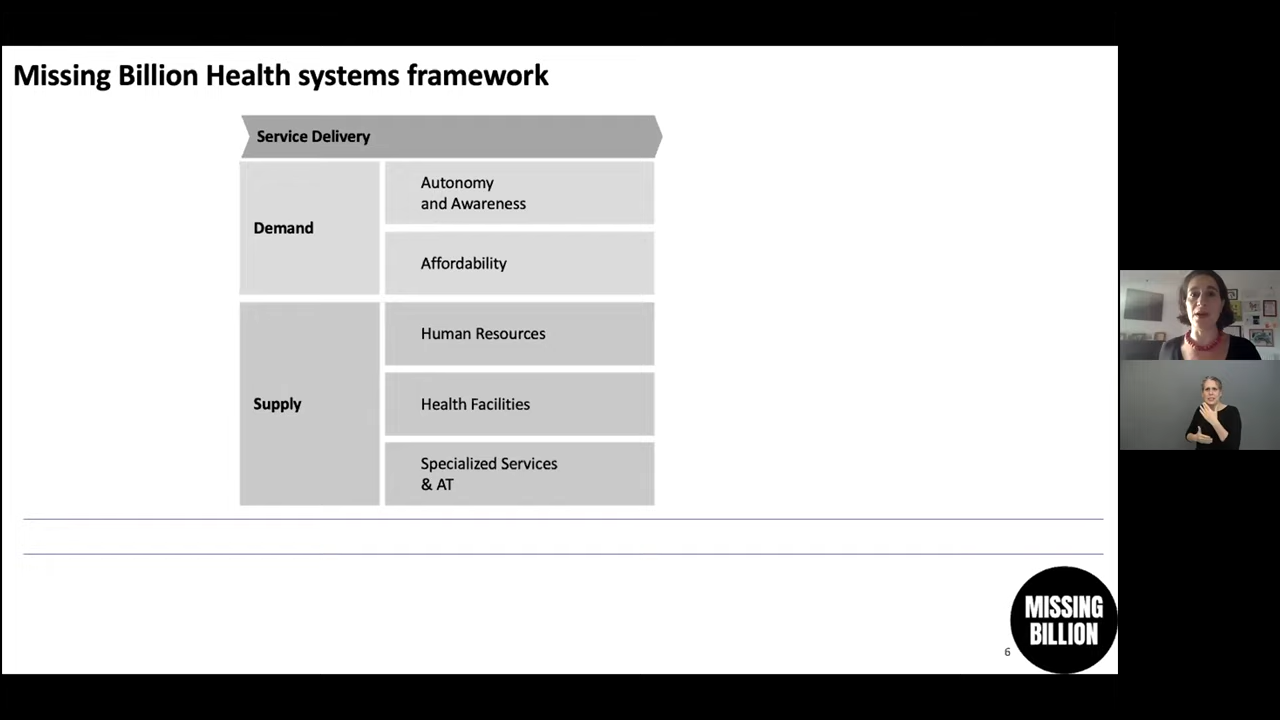 Missing Billion Health systems framework
Service Delivery
Demand
Autonomy
and Awareness
Affordability
Supply
Human Resources
Health Facilities
Specialized Services
& AT
6
MISSING
BILLION